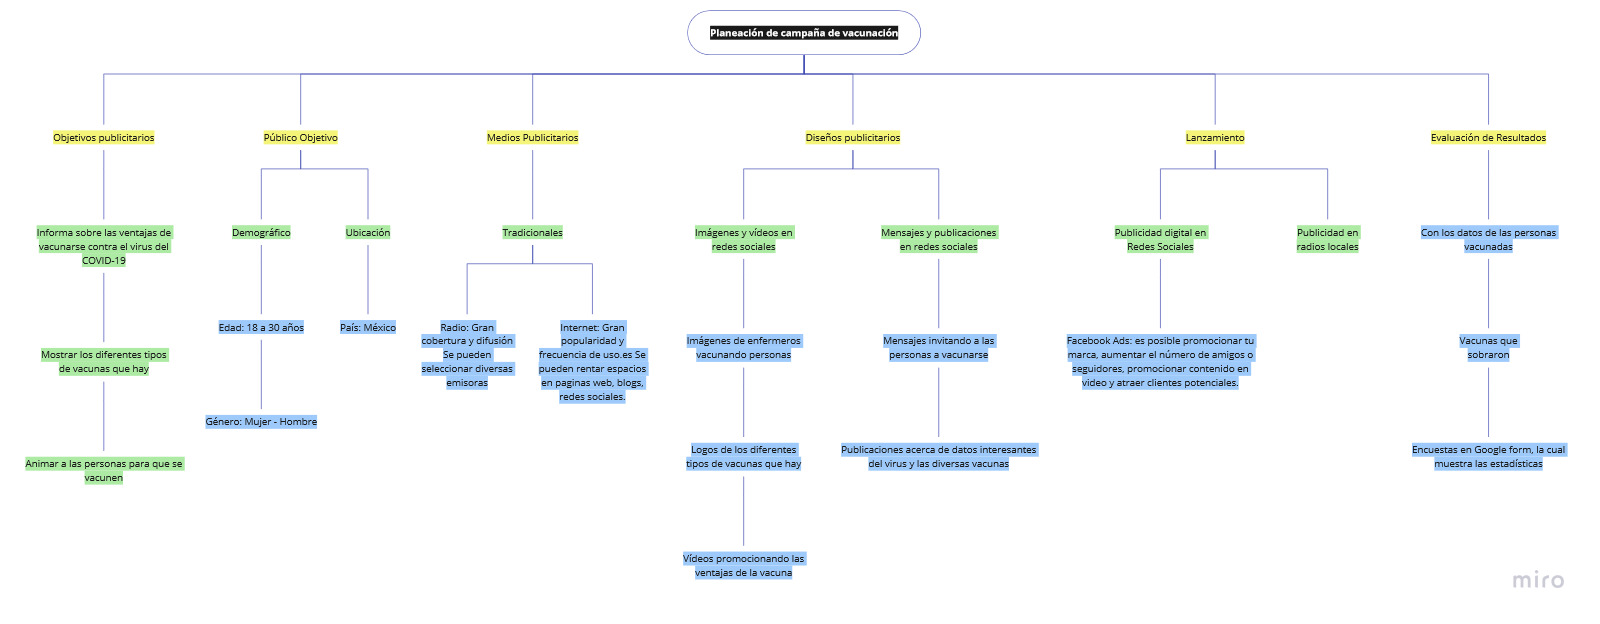 Planeación de campaña de vacunación
Objetivos publicitarios
Informa sobre las ventajas de
vacunarse contra el virus del
COVID-19
Mostrar los diferentes tipos
de vacunas que hay
Animar a las personas para que se
vacunen
Público Objetivo
Demográfico
Edad: 18 a 30 años
Género: Mujer - Hombre
Ubicación
País: México
Medios Publicitarios
Tradicionales
Radio: Gran
cobertura y difusión
Se pueden
seleccionar diversas
emisoras
Internet: Gran
popularidad y
frecuencia de uso.es Se
pueden rentar espacios
en paginas web, blogs,
redes sociales.
Diseños publicitarios
Imágenes y vídeos en
redes sociales
Imágenes de enfermeros
vacunando personas
Logos de los diferentes
tipos de vacunas que hay
Vídeos promocionando las
ventajas de la vacuna
Mensajes y publicaciones
en redes sociales
Mensajes invitando a las
personas a vacunarse
Publicaciones acerca de datos interesantes
del virus y las diversas vacunas
Lanzamiento
Publicidad digital en
Redes Sociales
Facebook Ads: es posible promocionar tu
marca, aumentar el número de amigos o
seguidores, promocionar contenido en
video y atraer clientes potenciales.
Publicidad en
radios locales
Evaluación de Resultados
Con los datos de las personas
vacunadas
Vacunas que
sobraron
Encuestas en Google form, la cual
muestra las estadísticas
miro